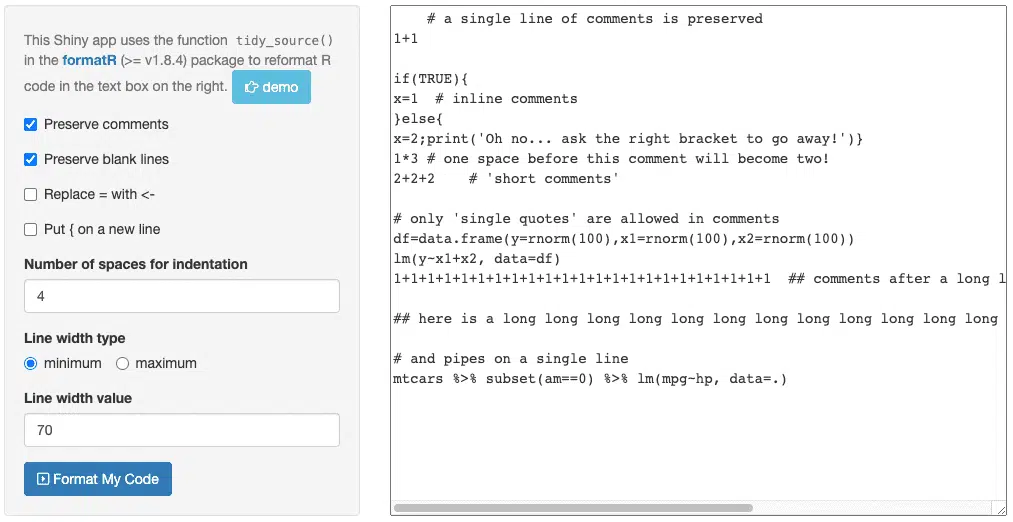 This Shiny app uses the function tidy_source()
in the formatR (>= v1.8.4) package to reformat R
code in the text box on the right. demo
Preserve comments
Preserve blank lines
Replace = with <-
Put { on a new line
Number of spaces for indentation
4
Line width type
minimum maximum
Line width value
70
Format My Code
# a single line of comments is preserved
1+1
if(TRUE){
x=1  # inline comments
}else{
x=2;print('Oh no... ask the right bracket to go away!')}
1*3 # one space before this comment will become two!
2+2+2    # 'short comments'
# only 'single quotes' are allowed in comments
df=data.frame(y=rnorm(100),x1=rnorm(100),x2=rnorm(100))
lm(y~x1+x2, data=df)
1+1+1+1+1+1+1+1+1+1+1+1+1+1+1+1+1+1+1+1+1+1+1  ## comments after a long l
## here is a long long long long long long long long long long long long
# and pipes on a single line
mtcars %>% subset(am==0) %>% lm(mpg~hp, data=.)